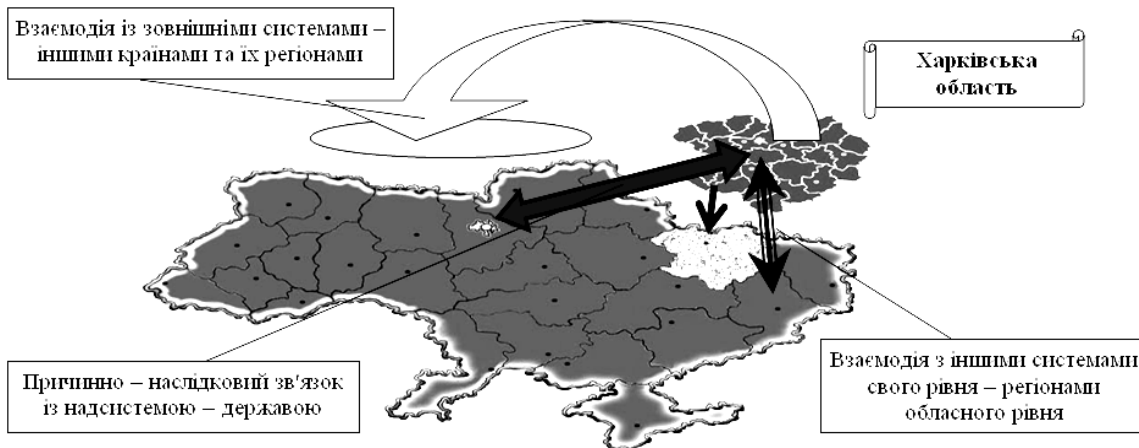 Взаємодія із зовнішніми системами –
іншими країнами та їх регіонами
Харківська
область
Причинно – наслідковий зв'язок
із надсистемою – державою
Взаємодія з іншими системами
свого рівня – регіонами
обласного рівня